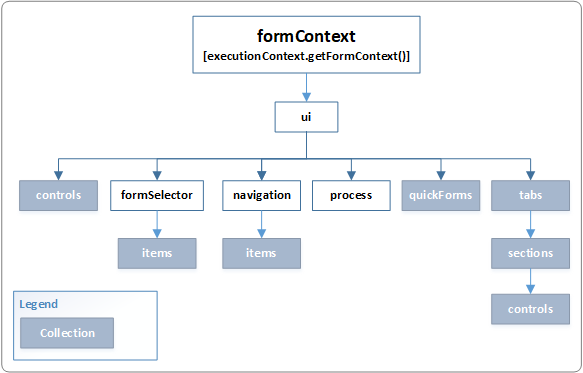 formContext
[executionContext.getFormContext()]
ui
controls
formSelector
navigation
process
quickForms
tabs
items
items
sections
controls
Legend
Collection